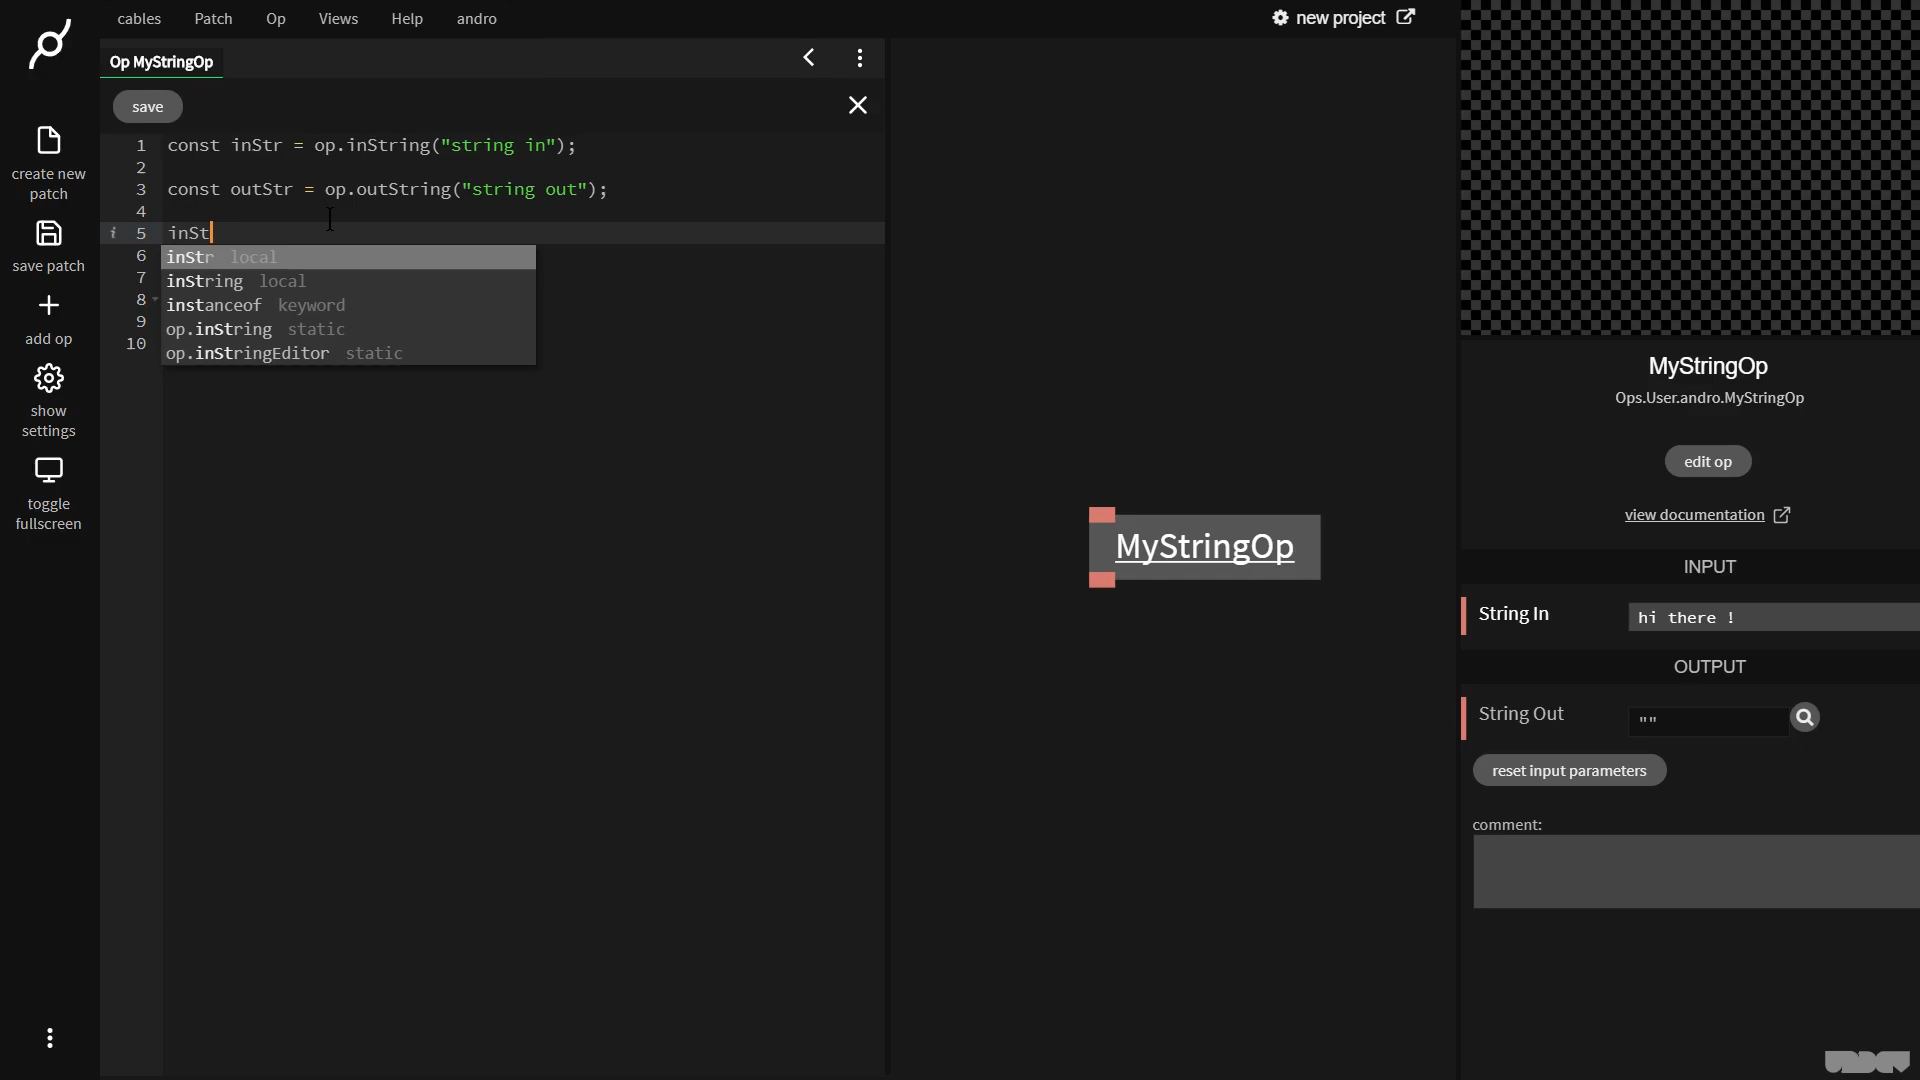 cables Patch Op Views Help andro
new project
create new
patch
save patch
add op
show
settings
toggle
fullscreen
Op MyStringOp
save
1 const inStr = op.inString("string in");
2
3 const outStr = op.outString("string out");
4
i 5 inSt
6 inStr local
7 inString local
8 instanceof keyword
9 op.inString static
10 op.inStringEditor static
MyStringOp
MyStringOp
Ops.User.andro.MyStringOp
edit op
view documentation
INPUT
String In hi there !
OUTPUT
String Out ""
reset input parameters
comment: